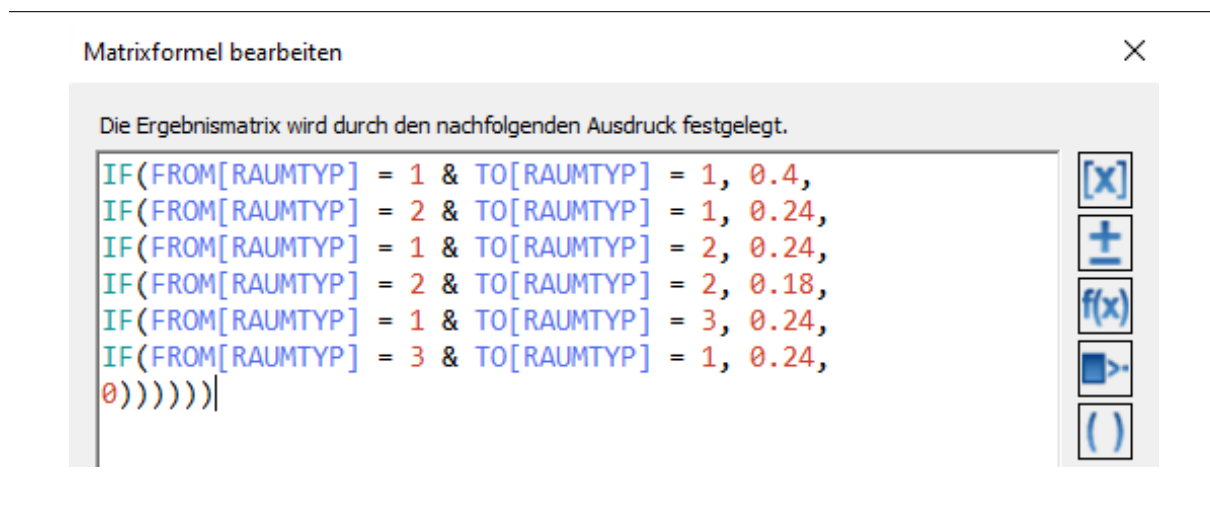 Matrixformel bearbeiten
Die Ergebnismatrix wird durch den nachfolgenden Ausdruck festgelegt.
IF(FROM[RAUMTYP] = 1 & TO[RAUMTYP] = 1, 0.4,
IF(FROM[RAUMTYP] = 2 & TO[RAUMTYP] = 1, 0.24,
IF(FROM[RAUMTYP] = 1 & TO[RAUMTYP] = 2, 0.24,
IF(FROM[RAUMTYP] = 2 & TO[RAUMTYP] = 2, 0.18,
IF(FROM[RAUMTYP] = 1 & TO[RAUMTYP] = 3, 0.24,
IF(FROM[RAUMTYP] = 3 & TO[RAUMTYP] = 1, 0.24,
0))))))
[x]
±
f(x)
( )